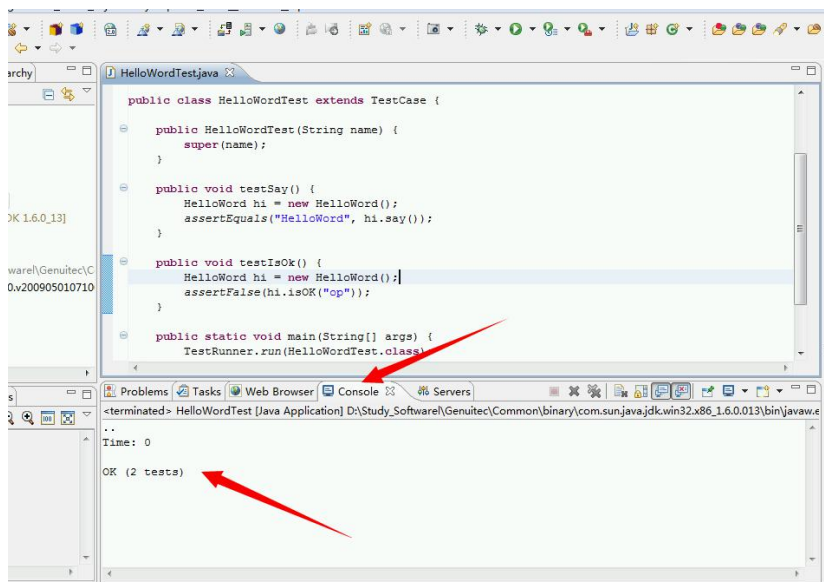 archy
HelloWordTest.java
public class HelloWordTest extends TestCase {
public HelloWordTest(String name) {
super(name);
}
public void testSay() {
HelloWord hi = new HelloWord();
assertEquals("HelloWord", hi.say());
}
public void testIsOk() {
HelloWord hi = new HelloWord();
assertFalse(hi.isOK("op"));
}
public static void main(String[] args) {
TestRunner.run(HelloWordTest.class)
DK 1.6.0_13]
warel\Genuitec\C
0.v200905010710
s
Problems Tasks Web Browser Console Servers
<terminated> HelloWordTest [Java Application] D:\Study_Softwarel\Genuitec\Common\binary\com.sun.java.jdk.win32.x86_1.6.0.013\bin\javaw.e
..
Time: 0
OK (2 tests)